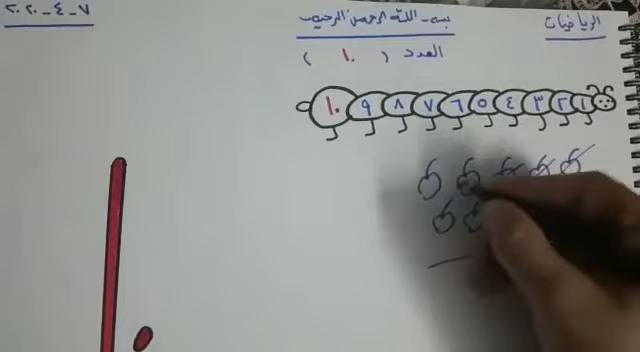 الرياضيات
بسم الله الرحمن الرحيم
٧-٤-٢٠٢٠
العدد ( ١٠ )
١ ٢ ٣ ٤ ٥ ٦ ٧ ٨ ٩ ١٠
١٠